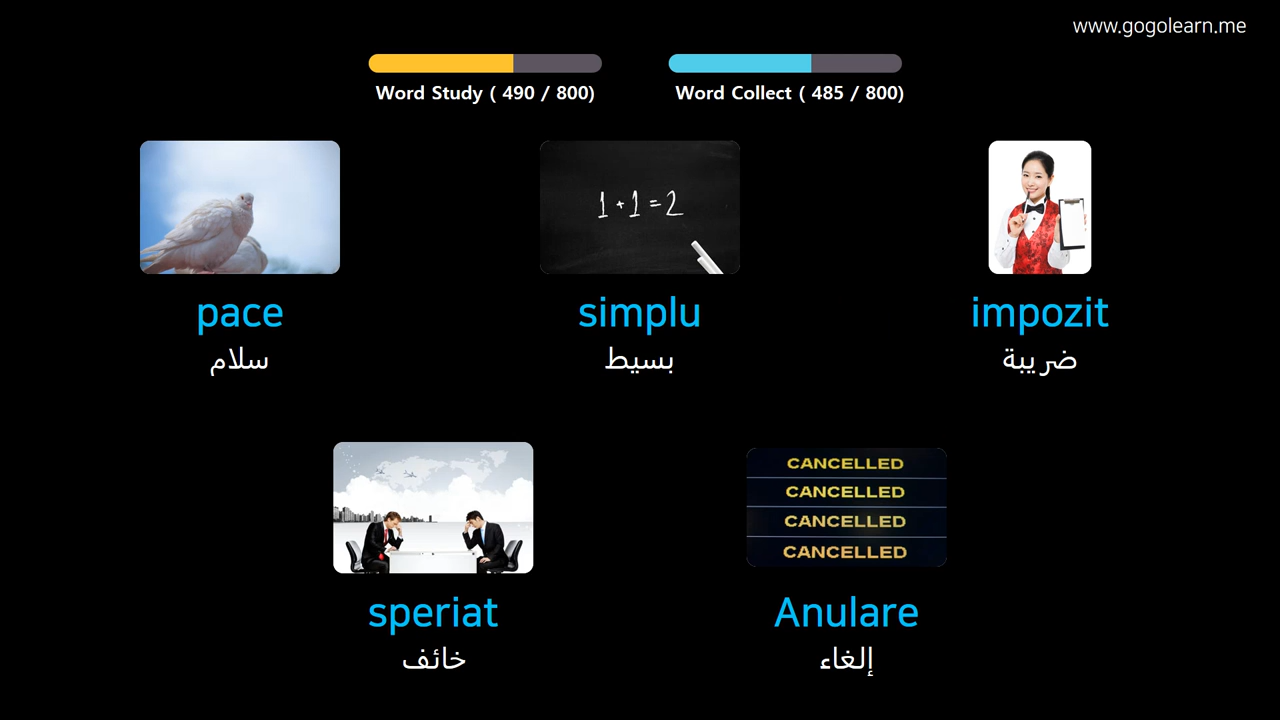 www.gogolearn.me
Word Study ( 490 / 800)
Word Collect ( 485 / 800)
1+1=2
pace
سلام
simplu
بسيط
impozit
ضريبة
CANCELLED
CANCELLED
CANCELLED
CANCELLED
speriat
خائف
Anulare
إلغاء